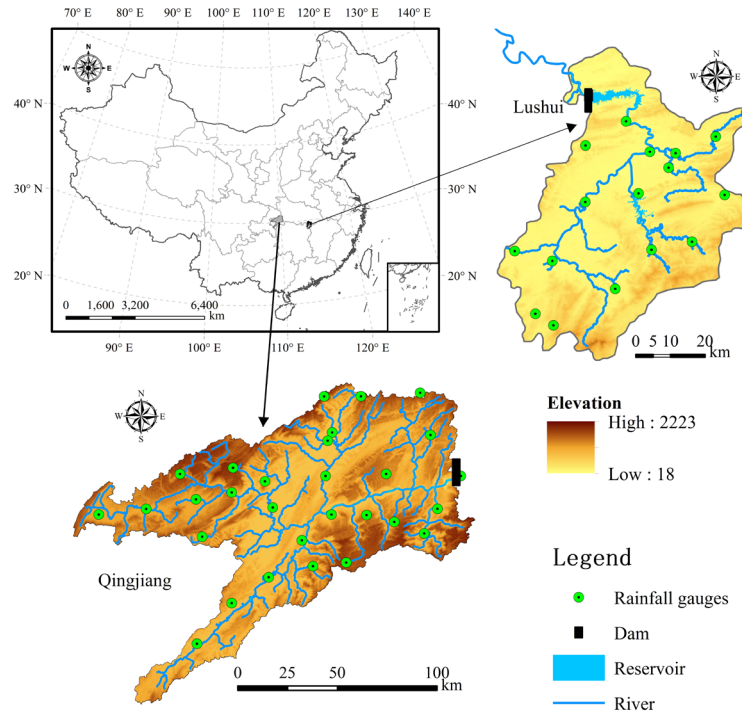 70° E
80° E
90° E
100° E
110° E
120° E
130° E
140° E
N
W
E
S
40° N
30° N
20° N
40° N
30° N
20° N
0
1,600
3,200
6,400
km
90° E
100° E
110° E
120° E
N
W
E
S
Lushui
0 5 10
20
km
N
W
E
S
Qingjiang
0
25
50
100
km
Elevation
High : 2223
Low : 18
Legend
Rainfall gauges
Dam
Reservoir
River